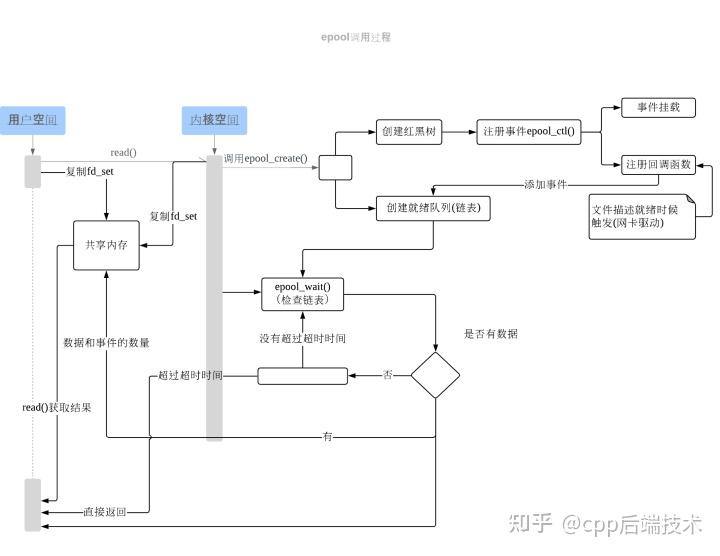 epool调用过程
用户空间
内核空间
read()
调用epool_create()
复制fd_set
复制fd_set
共享内存
创建红黑树
注册事件epool_ctl()
事件挂载
注册回调函数
添加事件
创建就绪队列(链表)
文件描述就绪时候
触发(网卡驱动)
epool_wait()
（检查链表）
是否有数据
没有超过超时时间
数据和事件的数量
超过超时时间
否
read()获取结果
有
直接返回
知乎 @cpp后端技术